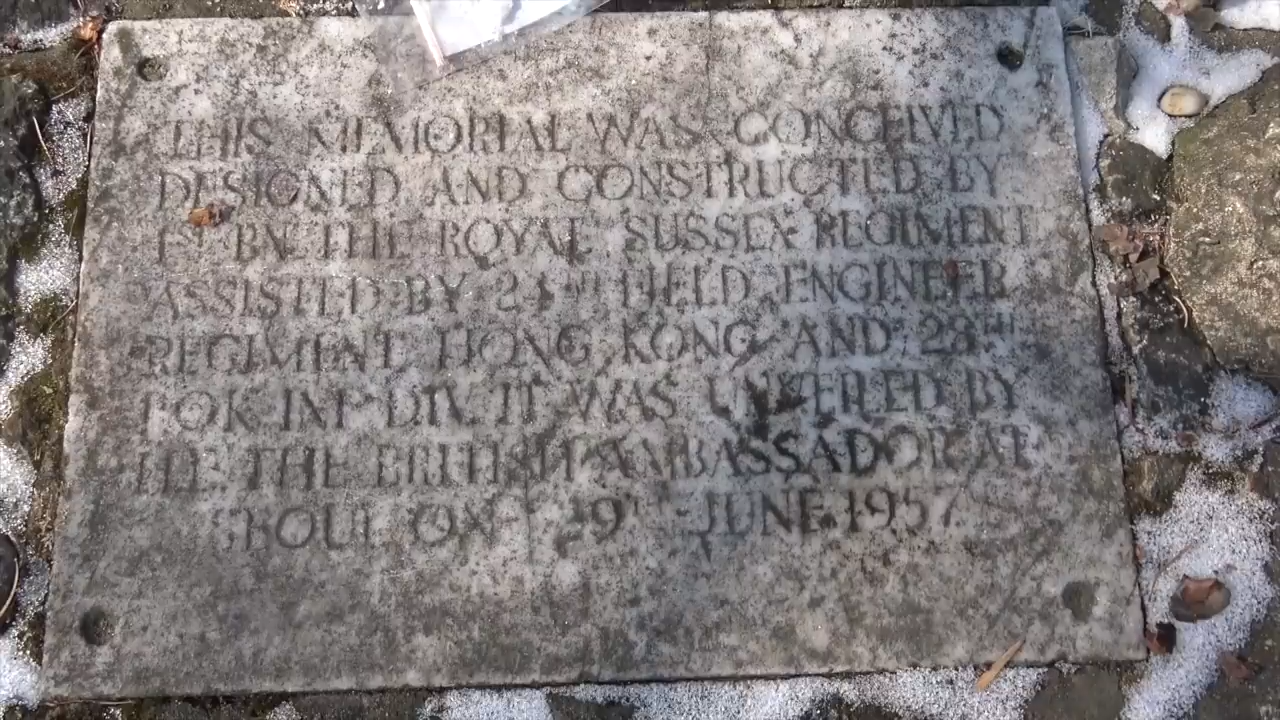 THIS MEMORIAL WAS CONCEIVED
DESIGNED AND CONSTRUCTED BY
1ST BN THE ROYAL SUSSEX REGIMENT
ASSISTED BY 24TH FIELD ENGINEER
REGIMENT HONG KONG AND 28TH
ROK INF DIV. IT WAS UNVEILED BY
H.E. THE BRITISH AMBASSADOR AT
SEOUL ON JUNE 1957